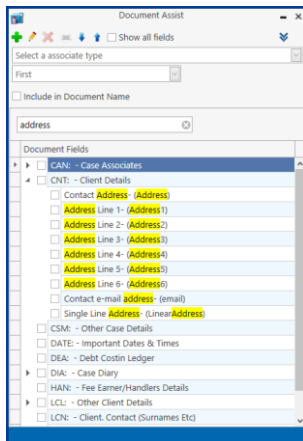 Document Assist
Show all fields
Select a associate type
First
Include in Document Name
address
Document Fields
CAN: - Case Associates
CNT: - Client Details
Contact Address- (Address)
Address Line 1- (Address1)
Address Line 2- (Address2)
Address Line 3- (Address3)
Address Line 4- (Address4)
Address Line 5- (Address5)
Address Line 6- (Address6)
Contact e-mail address- (email)
Single Line Address- (LinearAddress)
CSM: - Other Case Details
DATE: - Important Dates & Times
DEA: - Debt Costin Ledger
DIA: - Case Diary
HAN: - Fee Earner/Handlers Details
LCL: - Other Client Details
LCN: - Client. Contact (Surnames Etc)